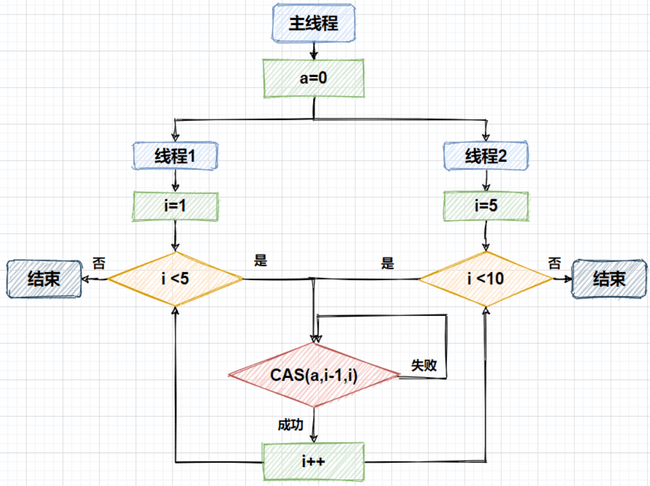 主线程
a=0
线程1
线程2
i=1
i=5
结束
否
i <5
是
是
i <10
否
结束
CAS(a,i-1,i)
失败
成功
i++